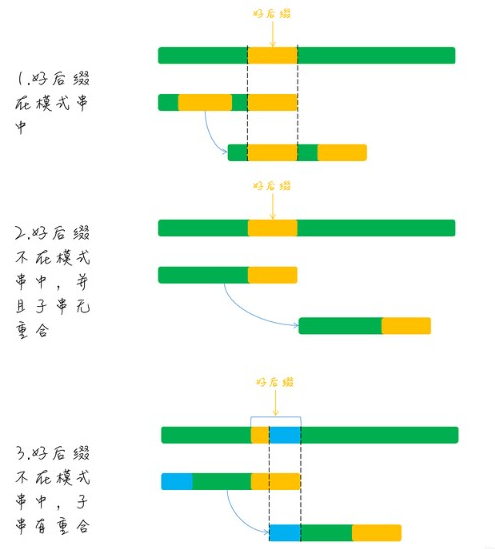 好后缀
1.好后缀
在模式串
中
好后缀
2.好后缀
不在模式
串中，并
且子串无
重合
好后缀
3.好后缀
不在模式
串中，子
串有重合